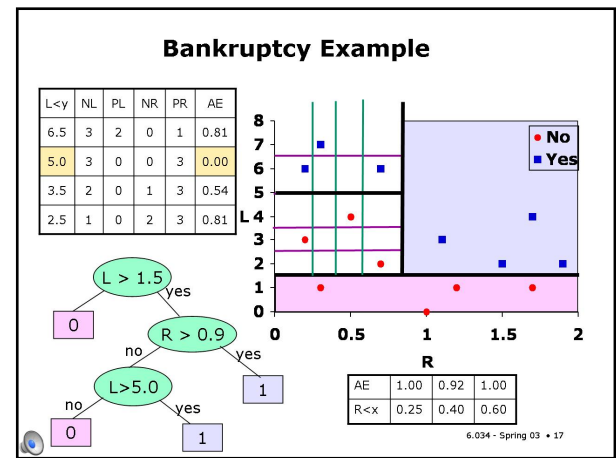 Bankruptcy Example
L<y NL PL NR PR AE
6.5 3 2 0 1 0.81
5.0 3 0 0 3 0.00
3.5 2 0 1 3 0.54
2.5 1 0 2 3 0.81
8
7
6
5
L 4
3
2
1
0
No
Yes
0 0.5 1 1.5 2
R
L > 1.5
yes
0
R > 0.9
no
yes
L>5.0
1
no
yes
0
1
AE 1.00 0.92 1.00
R<x 0.25 0.40 0.60
6.034 - Spring 03 • 17